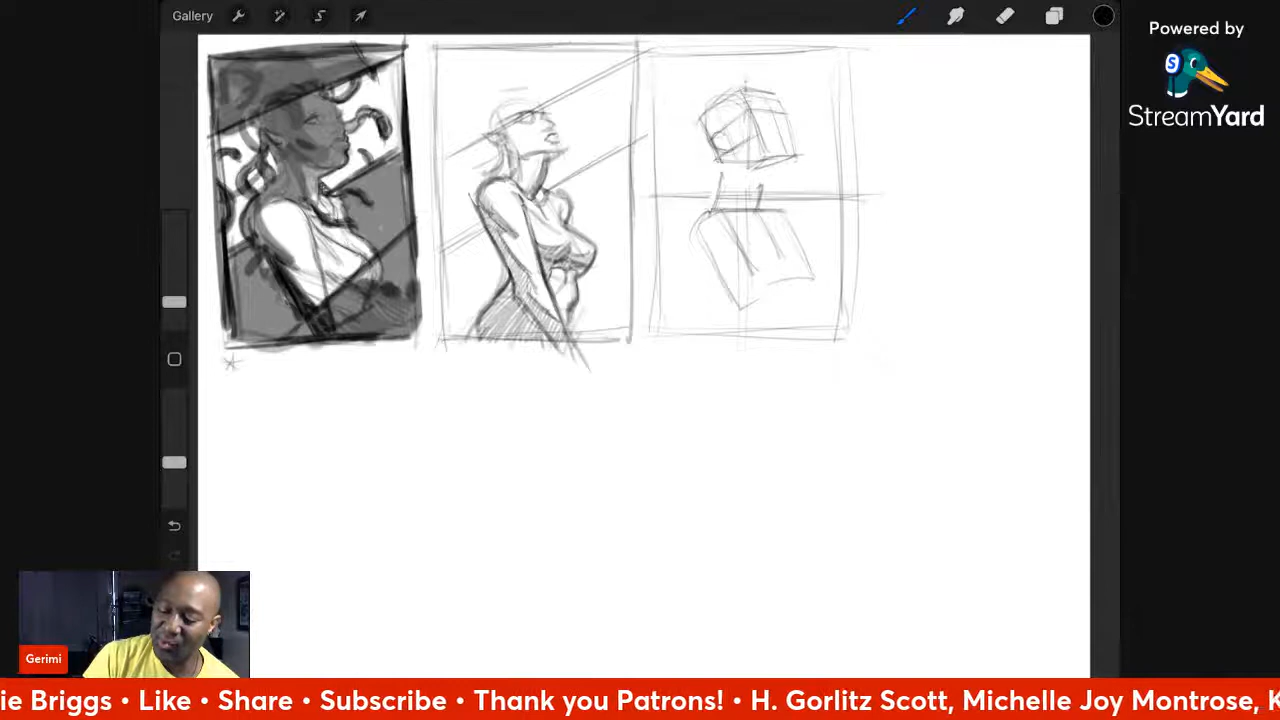 Gallery
Powered by
S
StreamYard
Gerimi
ie Briggs • Like • Share • Subscribe • Thank you Patrons! • H. Gorlitz Scott, Michelle Joy Montrose, K